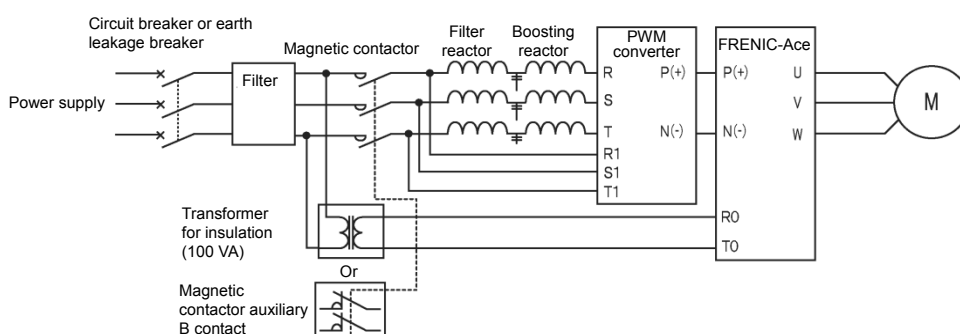 Circuit breaker or earth
leakage breaker
Magnetic contactor
Filter
reactor
Boosting
reactor
PWM
converter
FRENIC-Ace
Filter
Power supply
R
S
T
R1
S1
T1
P(+)
N(-)
P(+)
N(-)
U
V
W
M
R0
T0
Transformer
for insulation
(100 VA)
Or
Magnetic
contactor auxiliary
B contact